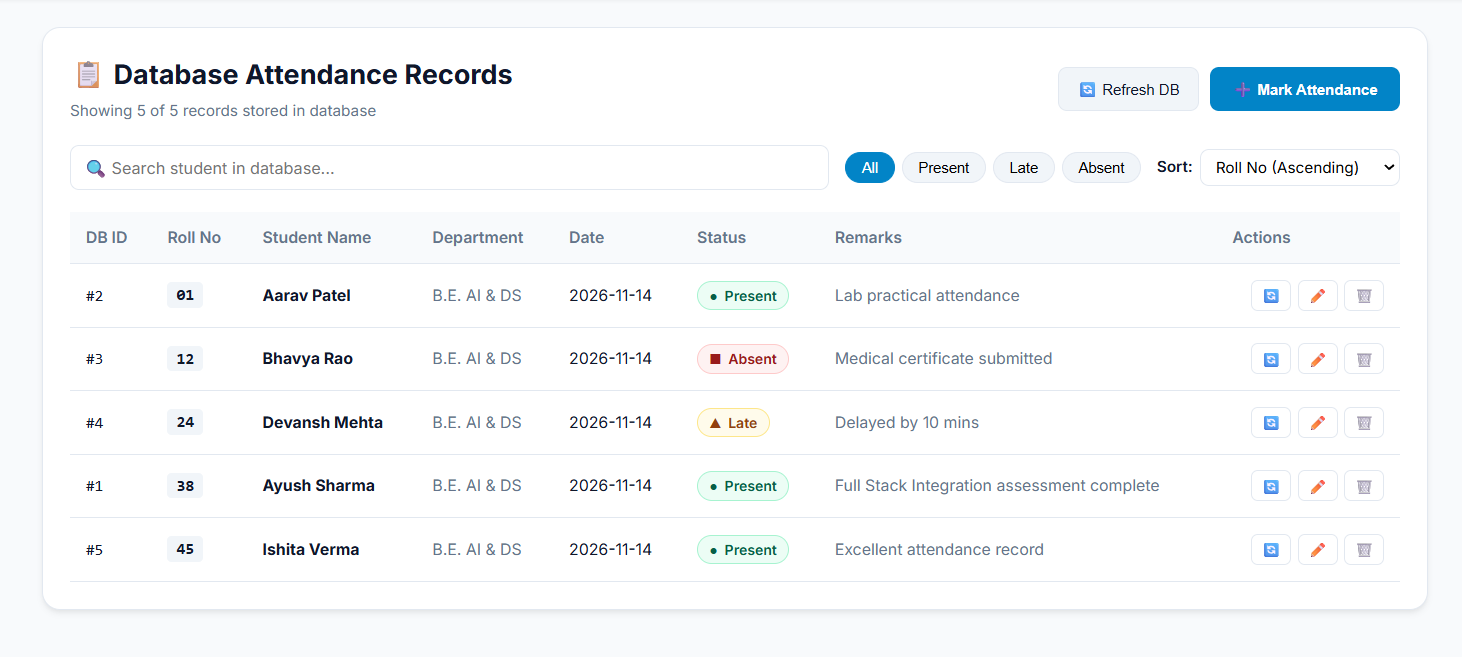 Database Attendance Records
Showing 5 of 5 records stored in database
Refresh DB
Mark Attendance
Search student in database...
All Present Late Absent Sort: Roll No (Ascending)
DB ID Roll No Student Name Department Date Status Remarks Actions
#2 01 Aarav Patel B.E. AI & DS 2026-11-14 Present Lab practical attendance
#3 12 Bhavya Rao B.E. AI & DS 2026-11-14 Absent Medical certificate submitted
#4 24 Devansh Mehta B.E. AI & DS 2026-11-14 Late Delayed by 10 mins
#1 38 Ayush Sharma B.E. AI & DS 2026-11-14 Present Full Stack Integration assessment complete
#5 45 Ishita Verma B.E. AI & DS 2026-11-14 Present Excellent attendance record